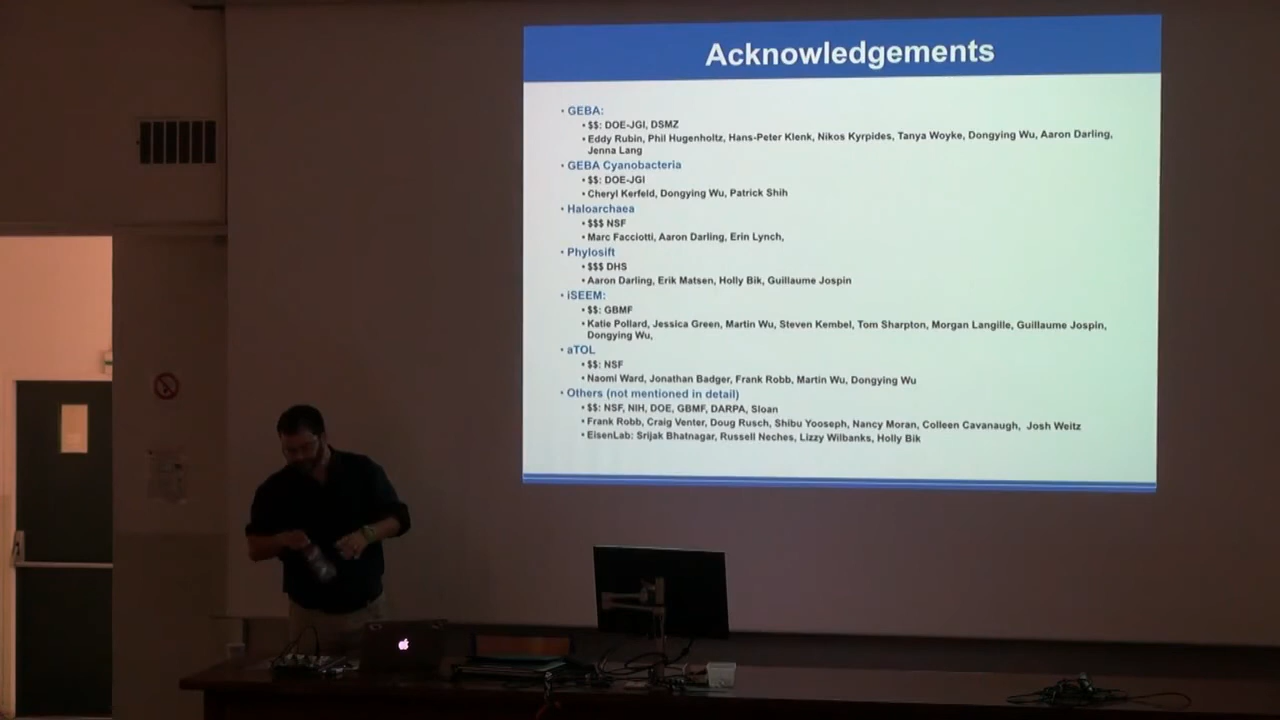 Acknowledgements
• GEBA:
• $$: DOE-JGI, DSMZ
• Eddy Rubin, Phil Hugenholtz, Hans-Peter Klenk, Nikos Kyrpides, Tanya Woyke, Dongying Wu, Aaron Darling,
Jenna Lang
• GEBA Cyanobacteria
• $$: DOE-JGI
• Cheryl Kerfeld, Dongying Wu, Patrick Shih
• Haloarchaea
• $$$ NSF
• Marc Facciotti, Aaron Darling, Erin Lynch,
• Phylosift
• $$$ DHS
• Aaron Darling, Erik Matsen, Holly Bik, Guillaume Jospin
• iSEEM:
• $$: GBMF
• Katie Pollard, Jessica Green, Martin Wu, Steven Kembel, Tom Sharpton, Morgan Langille, Guillaume Jospin,
Dongying Wu,
• aTOL
• $$: NSF
• Naomi Ward, Jonathan Badger, Frank Robb, Martin Wu, Dongying Wu
• Others (not mentioned in detail)
• $$: NSF, NIH, DOE, GBMF, DARPA, Sloan
• Frank Robb, Craig Venter, Doug Rusch, Shibu Yooseph, Nancy Moran, Colleen Cavanaugh, Josh Weitz
• EisenLab: Srijak Bhatnagar, Russell Neches, Lizzy Wilbanks, Holly Bik